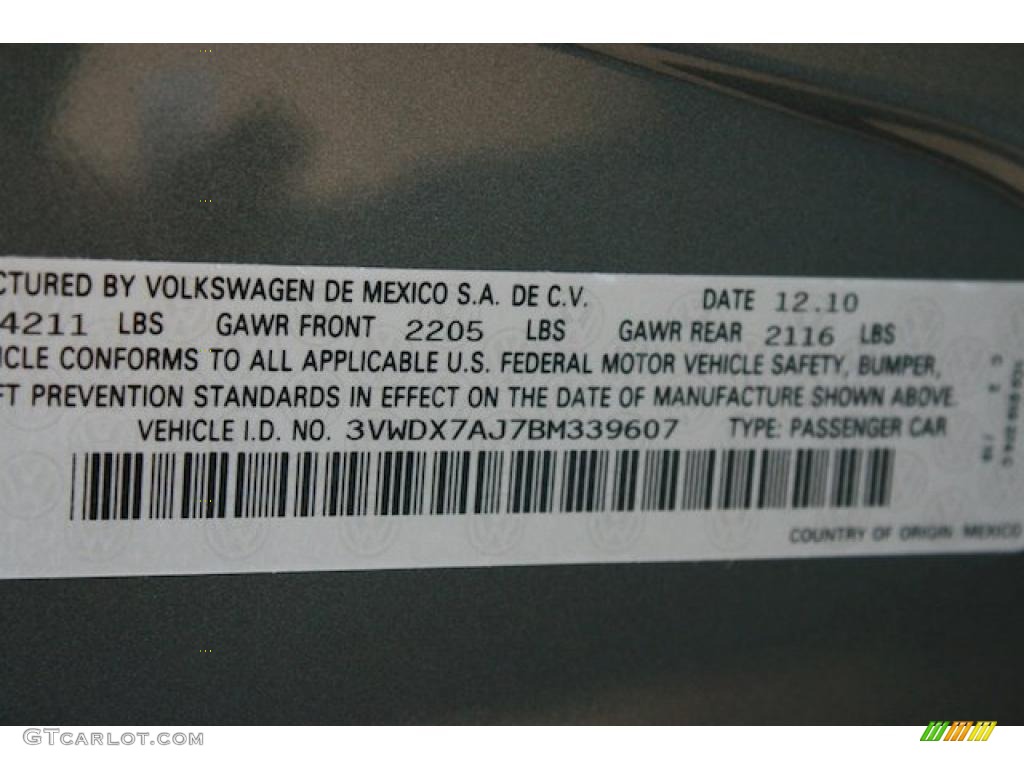 CTURED BY VOLKSWAGEN DE MEXICO S.A. DE C.V. DATE 12.10
4211 LBS GAWR FRONT 2205 LBS GAWR REAR 2116 LBS
ICLE CONFORMS TO ALL APPLICABLE U.S. FEDERAL MOTOR VEHICLE SAFETY, BUMPER,
FT PREVENTION STANDARDS IN EFFECT ON THE DATE OF MANUFACTURE SHOWN ABOVE.
VEHICLE I.D. NO. 3VWDX7AJ7BM339607 TYPE: PASSENGER CAR
COUNTRY OF ORIGIN: MEXICO
GTCARLOT.COM